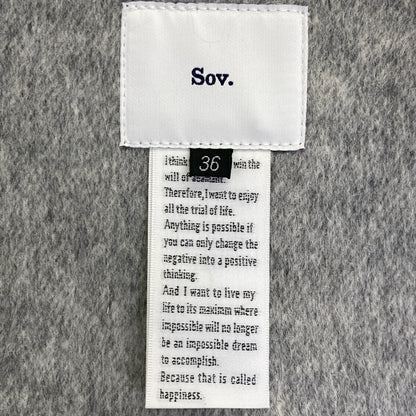 Sov.
36
I think win the
will of
Therefore, I want to enjoy
all the trial of life.
Anything is possible if
you can only change the
negative into a positive
thinking.
And I want to live my
life to its maximm where
impossible will no longer
be an impossible dream
to accomplish.
Because that is called
happiness.